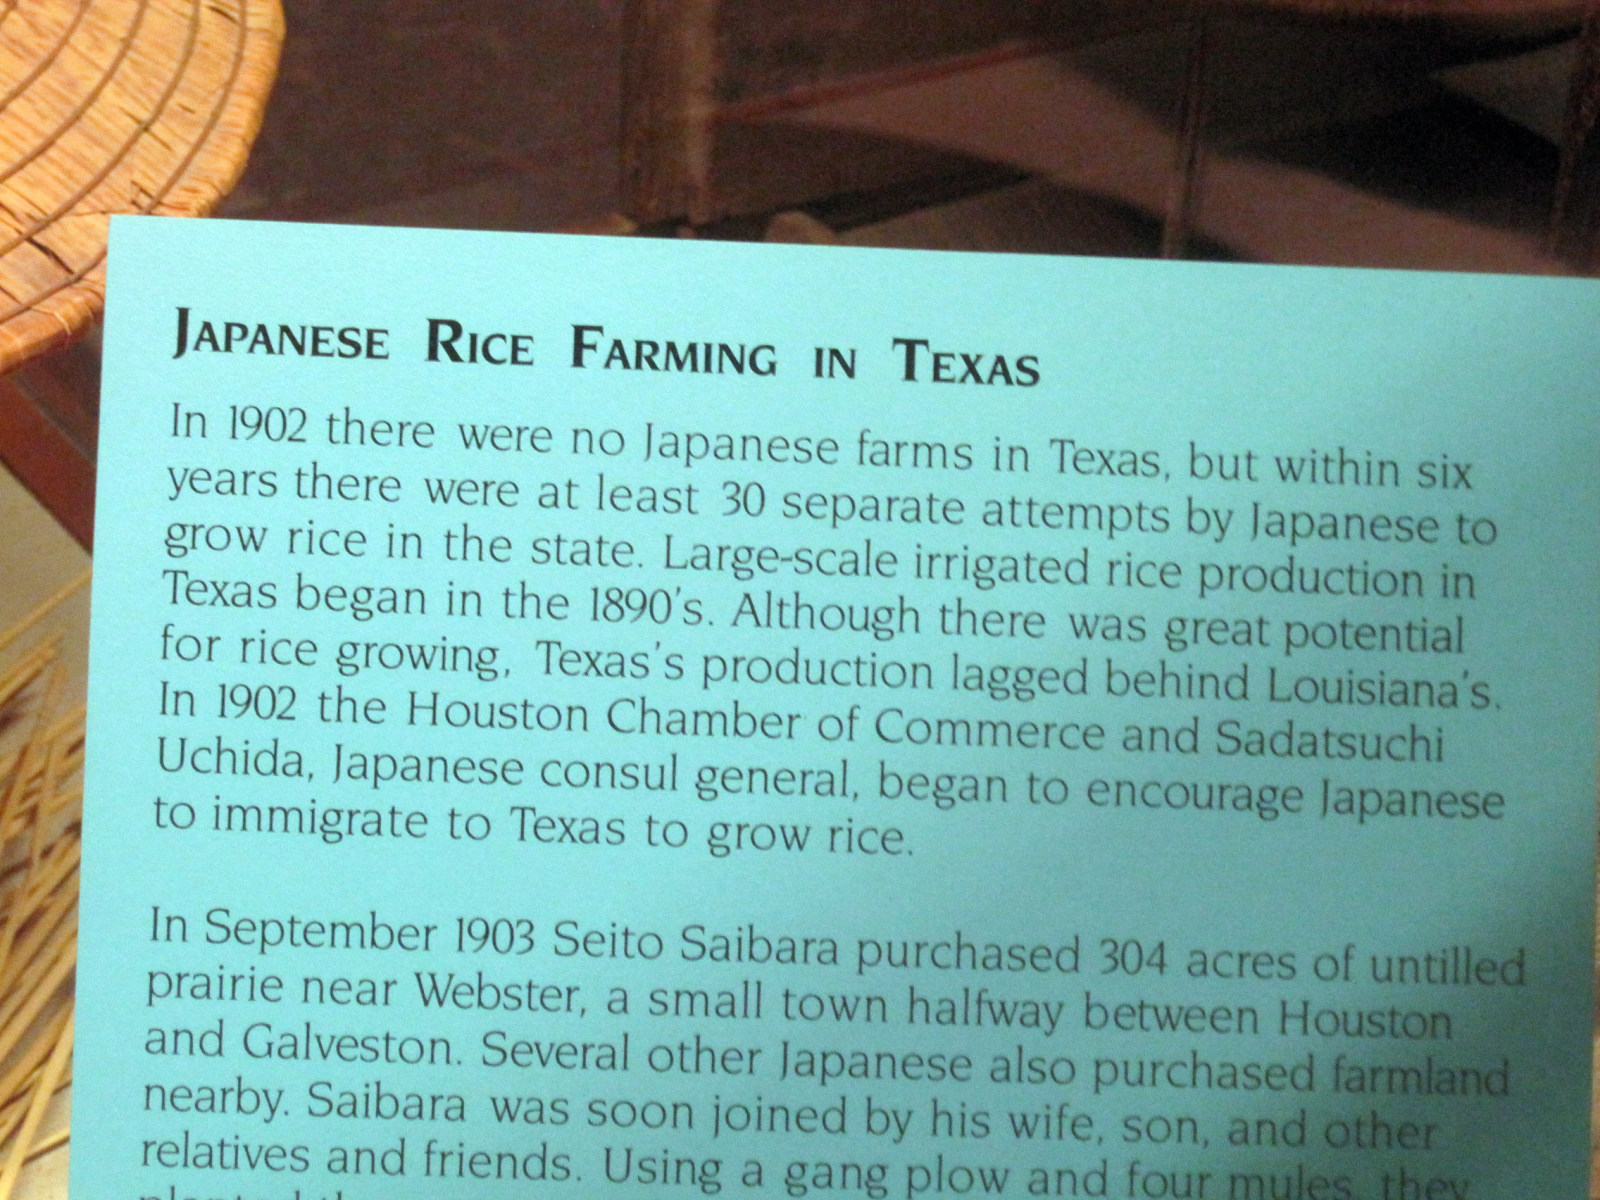 Japanese Rice Farming in Texas
In 1902 there were no Japanese farms in Texas, but within six
years there were at least 30 separate attempts by Japanese to
grow rice in the state. Large-scale irrigated rice production in
Texas began in the 1890's. Although there was great potential
for rice growing, Texas's production lagged behind Louisiana's.
In 1902 the Houston Chamber of Commerce and Sadatsuchi
Uchida, Japanese consul general, began to encourage Japanese
to immigrate to Texas to grow rice.
In September 1903 Seito Saibara purchased 304 acres of untilled
prairie near Webster, a small town halfway between Houston
and Galveston. Several other Japanese also purchased farmland
nearby. Saibara was soon joined by his wife, son, and other
relatives and friends. Using a gang plow and four mules, they